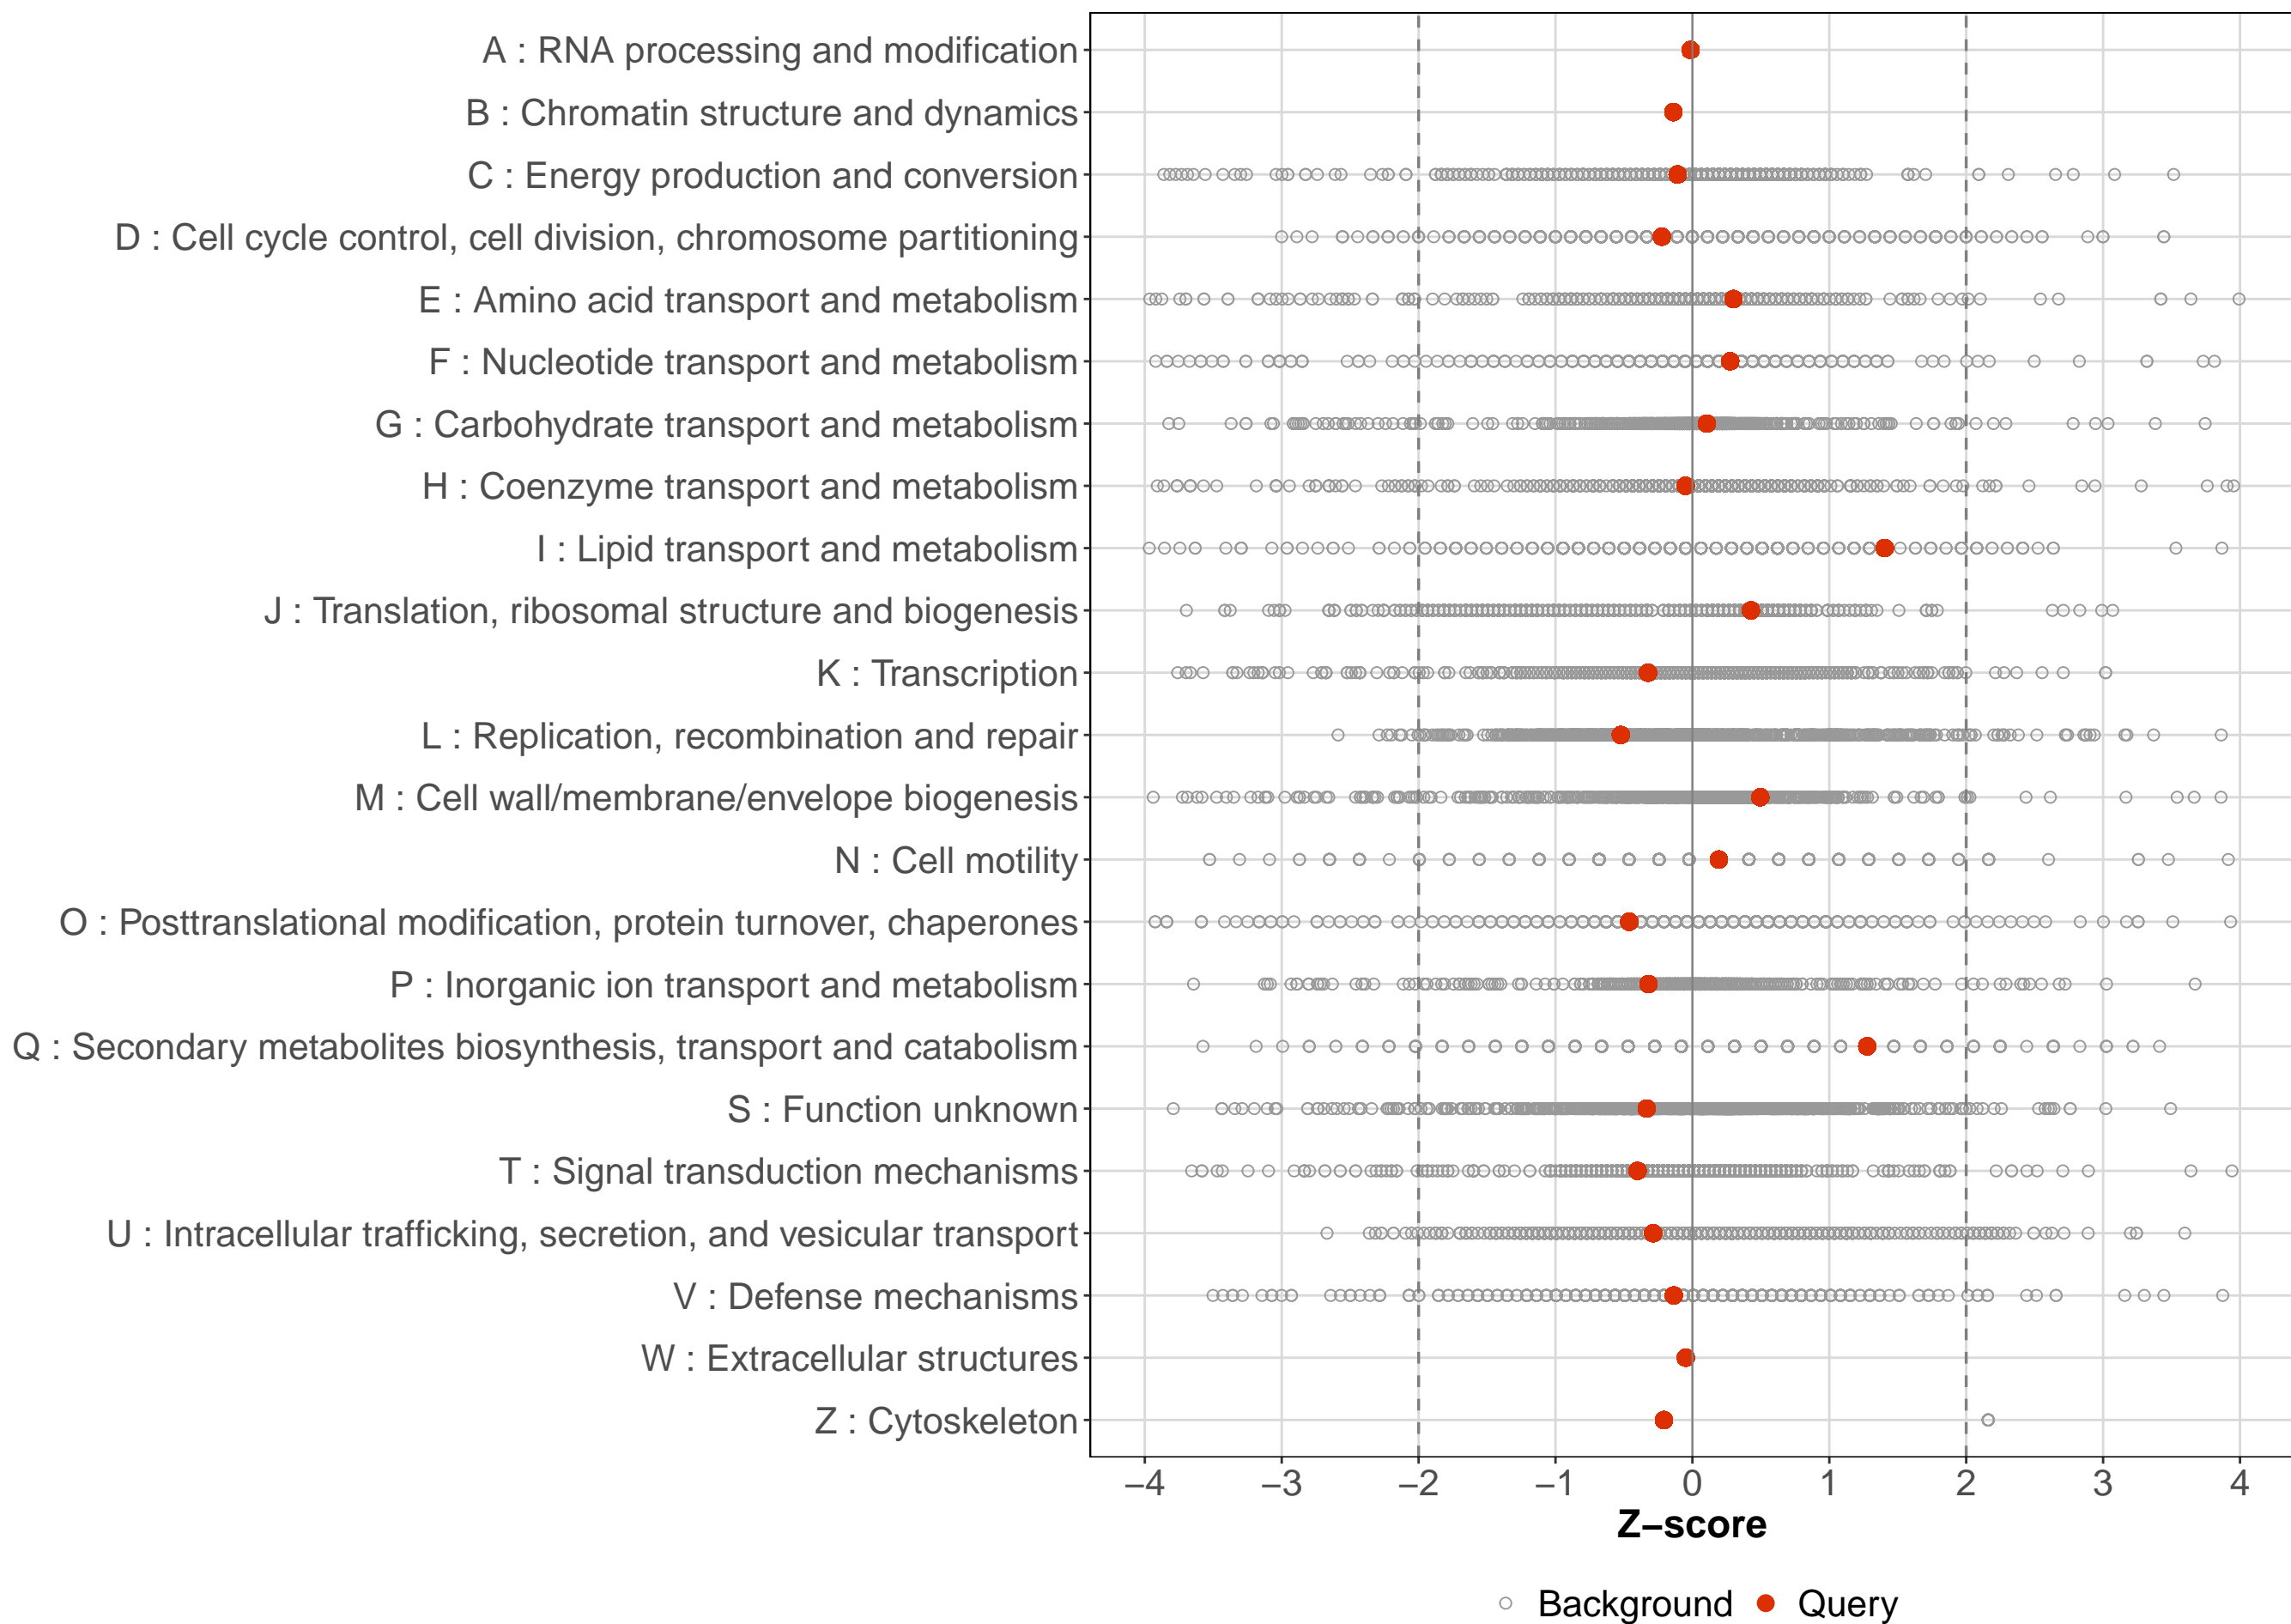 A : RNA processing and modification
B : Chromatin structure and dynamics
C : Energy production and conversion
D : Cell cycle control, cell division, chromosome partitioning
E : Amino acid transport and metabolism
F : Nucleotide transport and metabolism
G : Carbohydrate transport and metabolism
H : Coenzyme transport and metabolism
I : Lipid transport and metabolism
J : Translation, ribosomal structure and biogenesis
K : Transcription
L : Replication, recombination and repair
M : Cell wall/membrane/envelope biogenesis
N : Cell motility
O : Posttranslational modification, protein turnover, chaperones
P : Inorganic ion transport and metabolism
Q : Secondary metabolites biosynthesis, transport and catabolism
S : Function unknown
T : Signal transduction mechanisms
U : Intracellular trafficking, secretion, and vesicular transport
V : Defense mechanisms
W : Extracellular structures
Z : Cytoskeleton
−4 −3 −2 −1 0 1 2 3 4
Z−score
Background Query